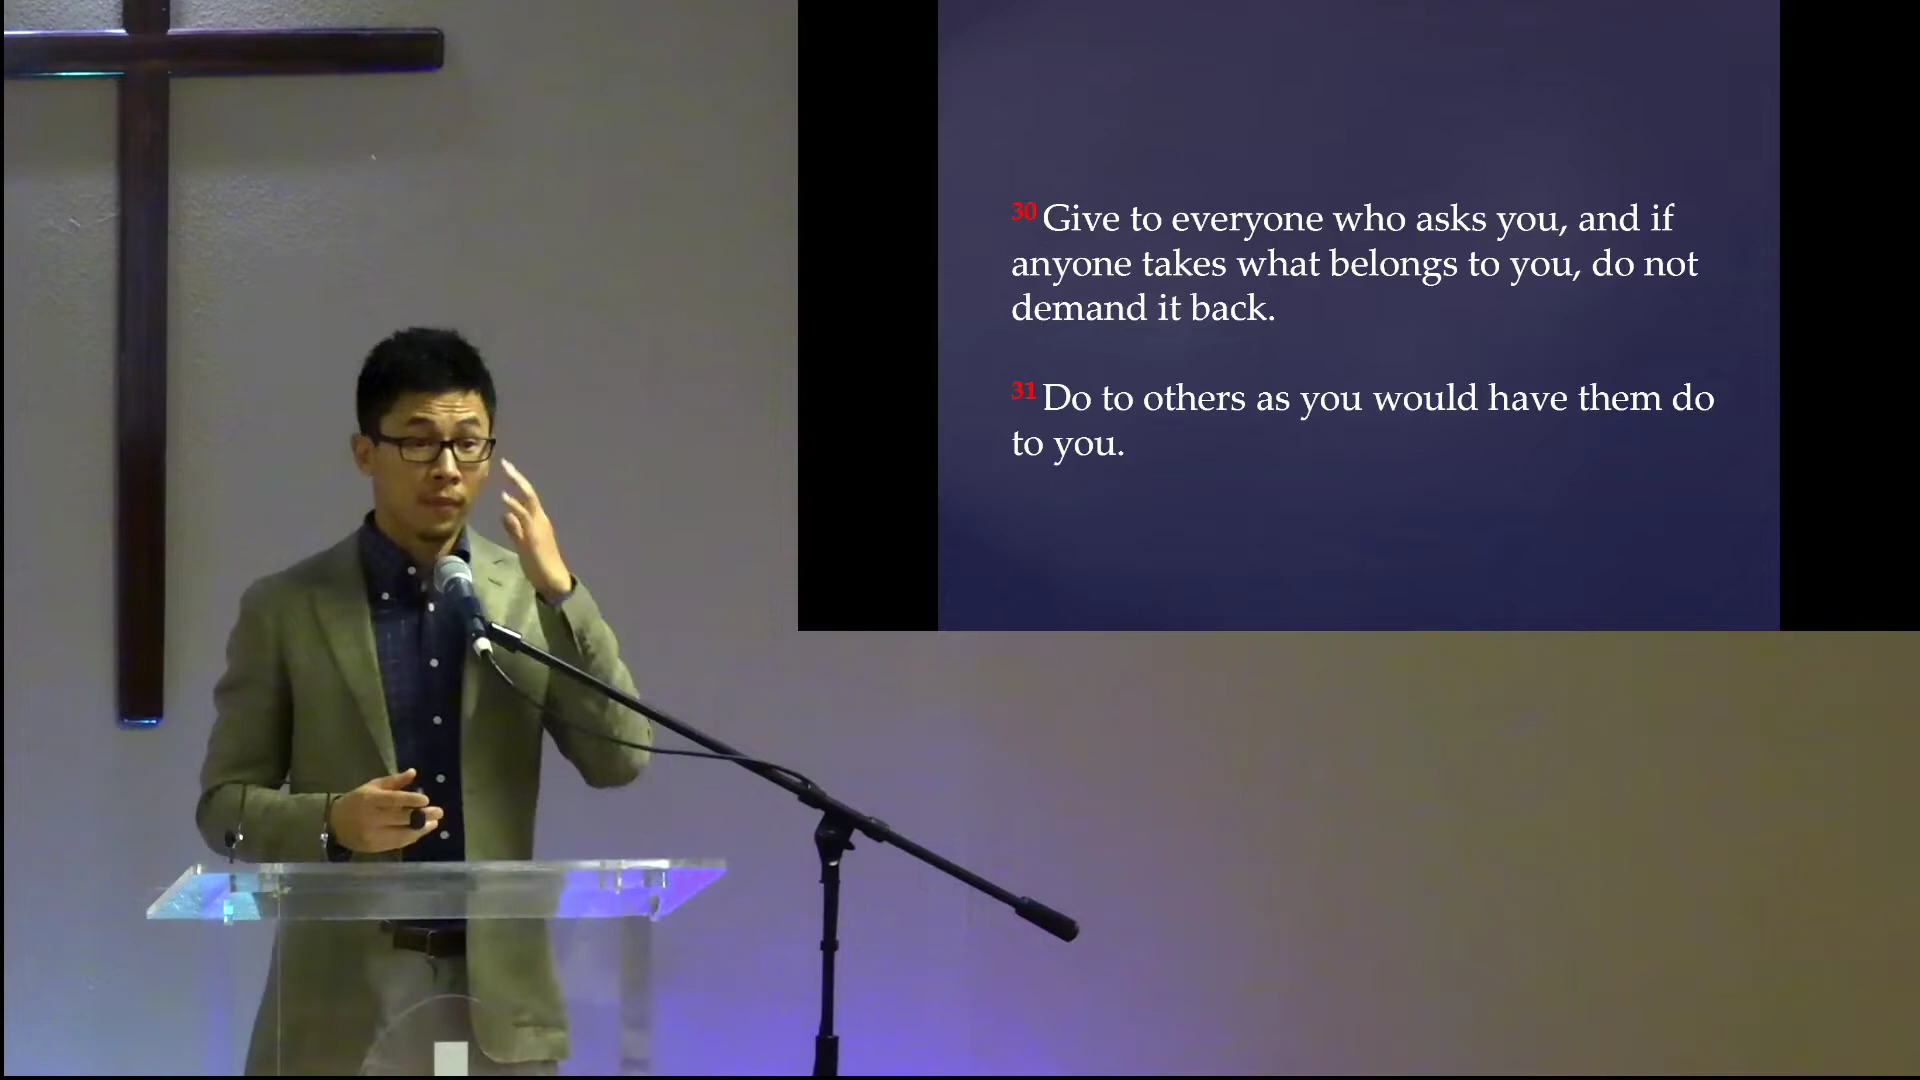 30 Give to everyone who asks you, and if
anyone takes what belongs to you, do not
demand it back.
31 Do to others as you would have them do
to you.